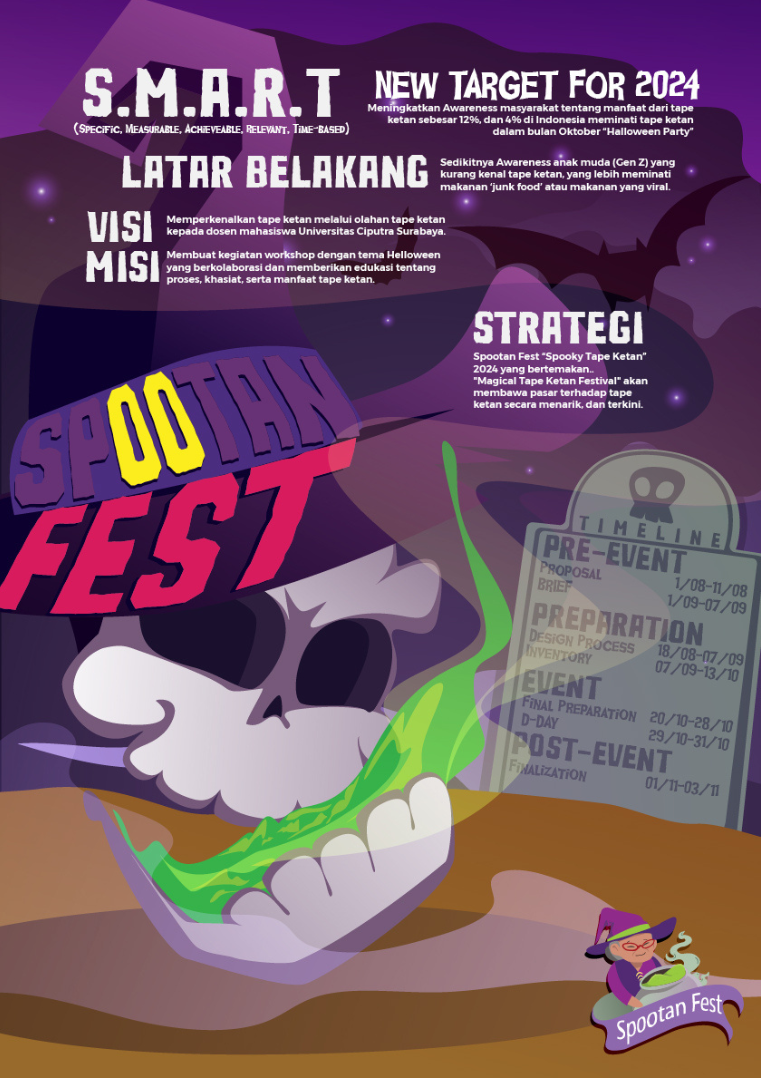 S.M.A.R.T
(Specific, Measurable, Achieveable, Relevant, Time-based)
NEW TARGET FOR 2024
Meningkatkan Awareness masyarakat tentang manfaat dari tape
ketan sebesar 12%, dan 4% di Indonesia meminati tape ketan
dalam bulan Oktober "Halloween Party"
LATAR BELAKANG
Sedikitnya Awareness anak muda (Gen Z) yang
kurang kenal tape ketan, yang lebih meminati
makanan 'junk food' atau makanan yang viral.
VISI
Memperkenalkan tape ketan melalui olahan tape ketan
kepada dosen mahasiswa Universitas Ciputra Surabaya.
MISI
Membuat kegiatan workshop dengan tema Helloween
yang berkolaborasi dan memberikan edukasi tentang
proses, khasiat, serta manfaat tape ketan.
STRATEGI
Spootan Fest "Spooky Tape Ketan"
2024 yang bertemakan..
"Magical Tape Ketan Festival" akan
membawa pasar terhadap tape
ketan secara menarik, dan terkini.
SPOOTAN
FEST
TIMELINE
PRE-EVENT
Proposal 1/08-11/08
Brief 1/09-07/09
PREPARATION
Design Process 18/08-07/09
Inventory 07/09-13/10
EVENT
Final Preparation 20/10-28/10
D-Day 29/10-31/10
POST-EVENT
Finalization 01/11-03/11
Spootan Fest